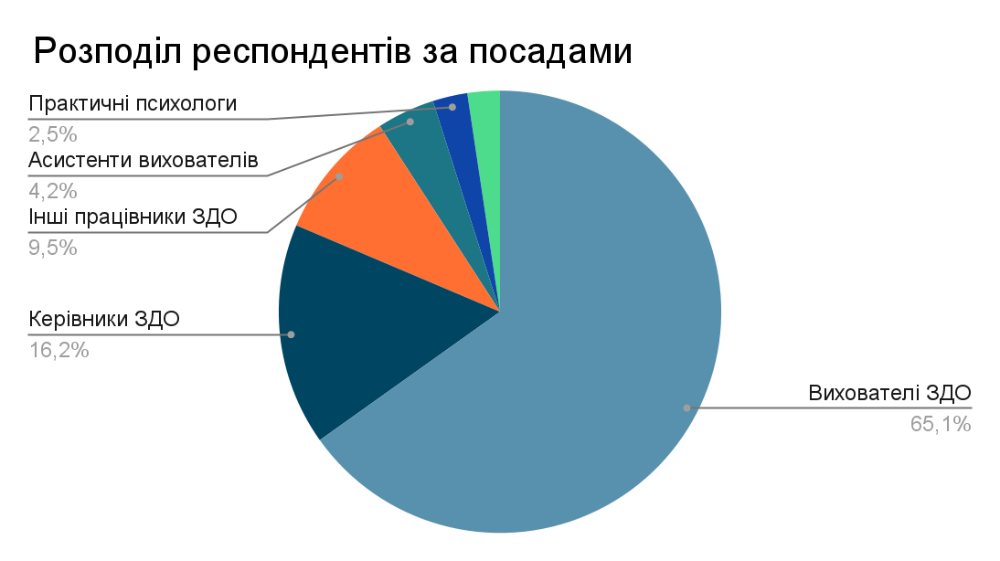 Розподіл респондентів за посадами
Практичні психологи
2,5%
Асистенти вихователів
4,2%
Інші працівники ЗДО
9,5%
Керівники ЗДО
16,2%
Вихователі ЗДО
65,1%